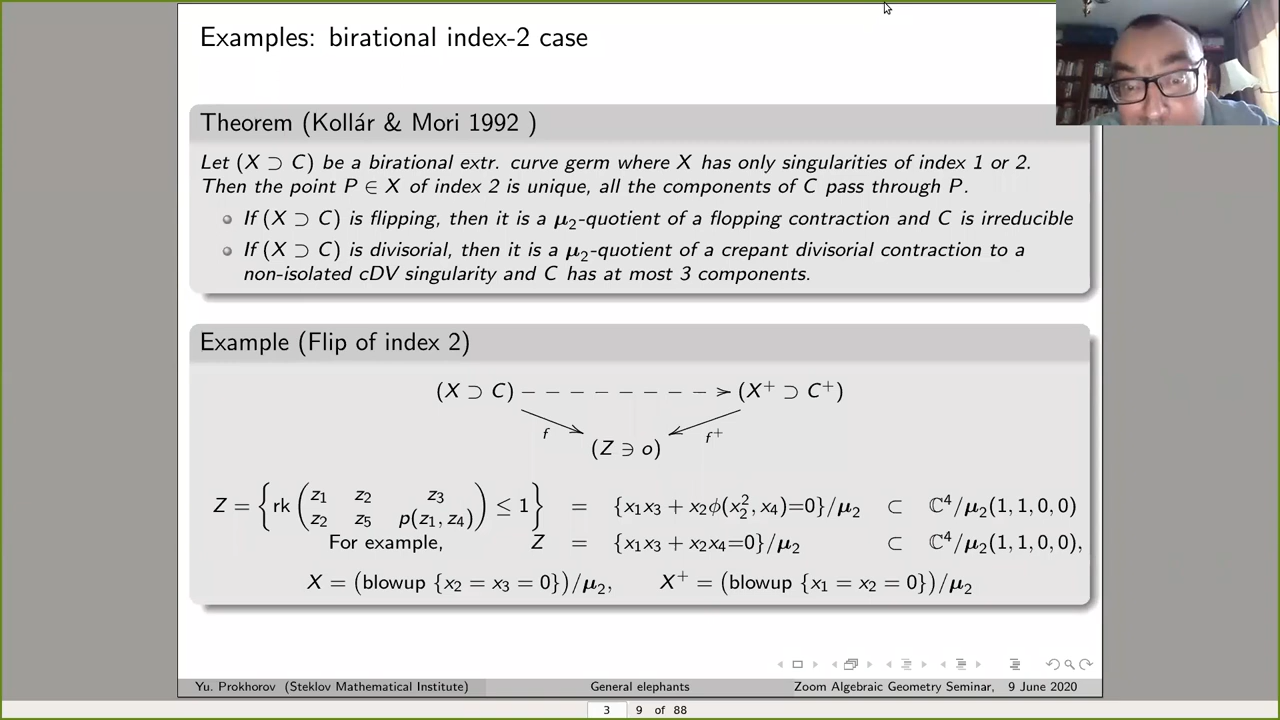 Examples: birational index-2 case
Theorem (Kollár & Mori 1992 )
Let (X ⊃ C) be a birational extr. curve germ where X has only singularities of index 1 or 2.
Then the point P ∈ X of index 2 is unique, all the components of C pass through P.
If (X ⊃ C) is flipping, then it is a μ₂-quotient of a flopping contraction and C is irreducible
If (X ⊃ C) is divisorial, then it is a μ₂-quotient of a crepant divisorial contraction to a
non-isolated cDV singularity and C has at most 3 components.
Example (Flip of index 2)
(X ⊃ C) − − − − − − − − ≻ (X⁺ ⊃ C⁺)
f f⁺
(Z ∋ o)
Z = {rk (z₁ z₂ z₃ ; z₂ z₅ p(z₁, z₄)) ≤ 1} = {x₁x₃ + x₂ϕ(x₂², x₄)=0}/μ₂ ⊂ ℂ⁴/μ₂(1, 1, 0, 0)
For example, Z = {x₁x₃ + x₂x₄=0}/μ₂ ⊂ ℂ⁴/μ₂(1, 1, 0, 0),
X = (blowup {x₂ = x₃ = 0})/μ₂, X⁺ = (blowup {x₁ = x₂ = 0})/μ₂
Yu. Prokhorov (Steklov Mathematical Institute) General elephants Zoom Algebraic Geometry Seminar, 9 June 2020
3 9 of 88